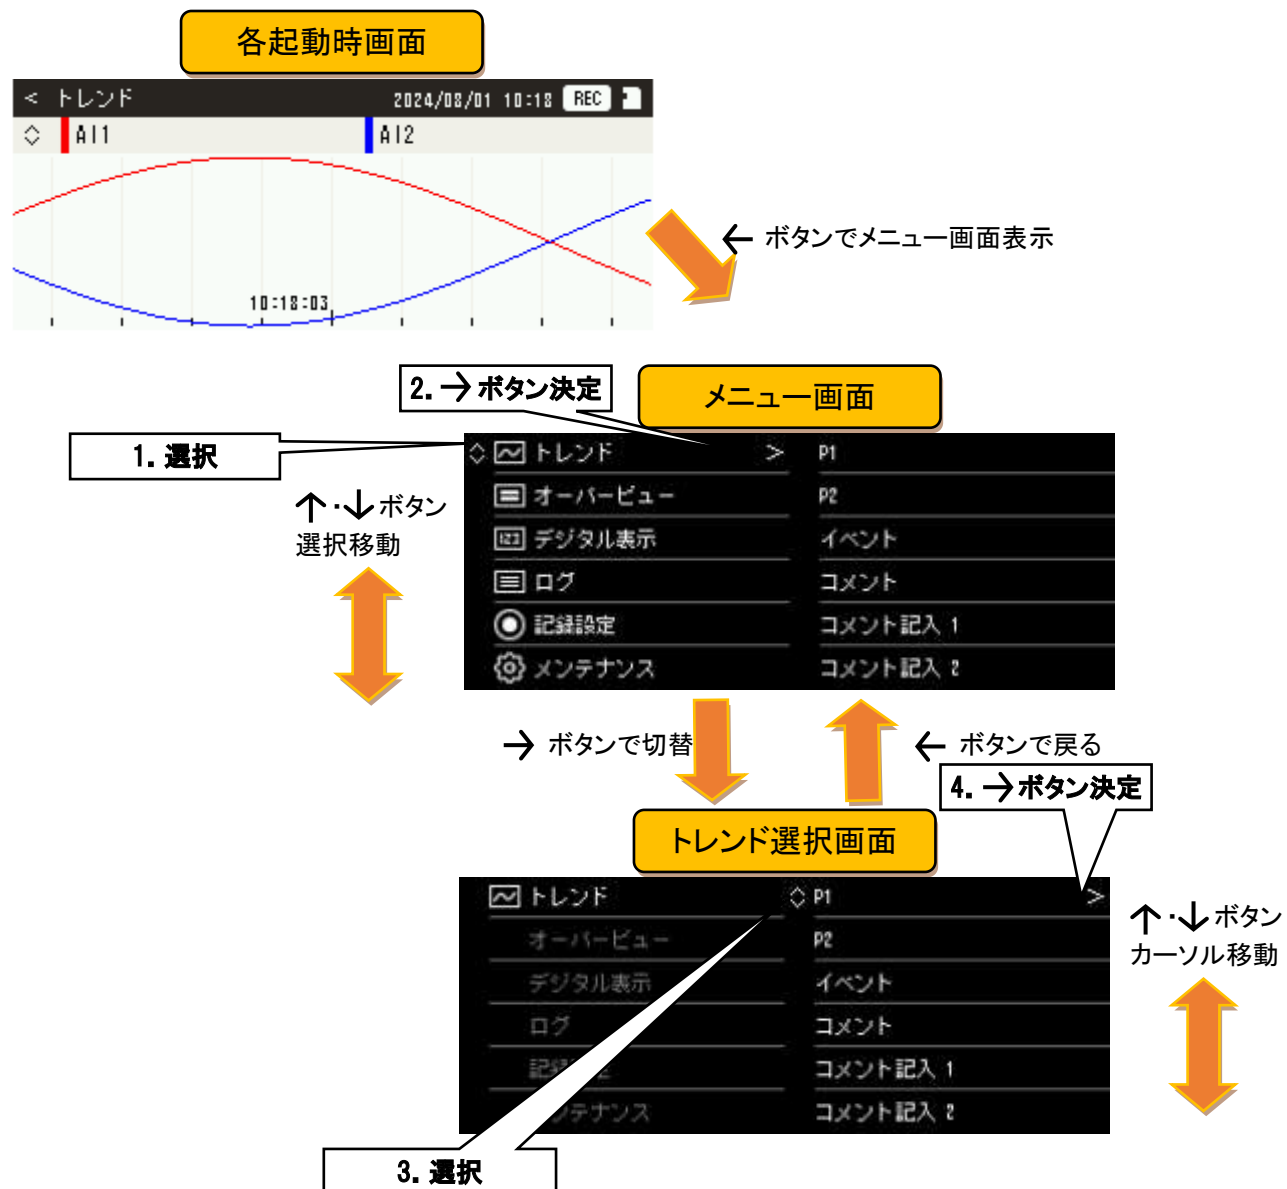 各起動時画面
< トレンド 2024/08/01 10:18 REC
AI1 AI2
10:18:03
← ボタンでメニュー画面表示
2. →ボタン決定
メニュー画面
1. 選択
トレンド > P1
オーバービュー P2
デジタル表示 イベント
ログ コメント
記録設定 コメント記入 1
メンテナンス コメント記入 2
↑・↓ボタン
選択移動
→ ボタンで切替
← ボタンで戻る
4. →ボタン決定
トレンド選択画面
トレンド P1 >
オーバービュー P2
デジタル表示 イベント
ログ コメント
記録 コメント記入 1
ンテナンス コメント記入 2
↑・↓ボタン
カーソル移動
3. 選択